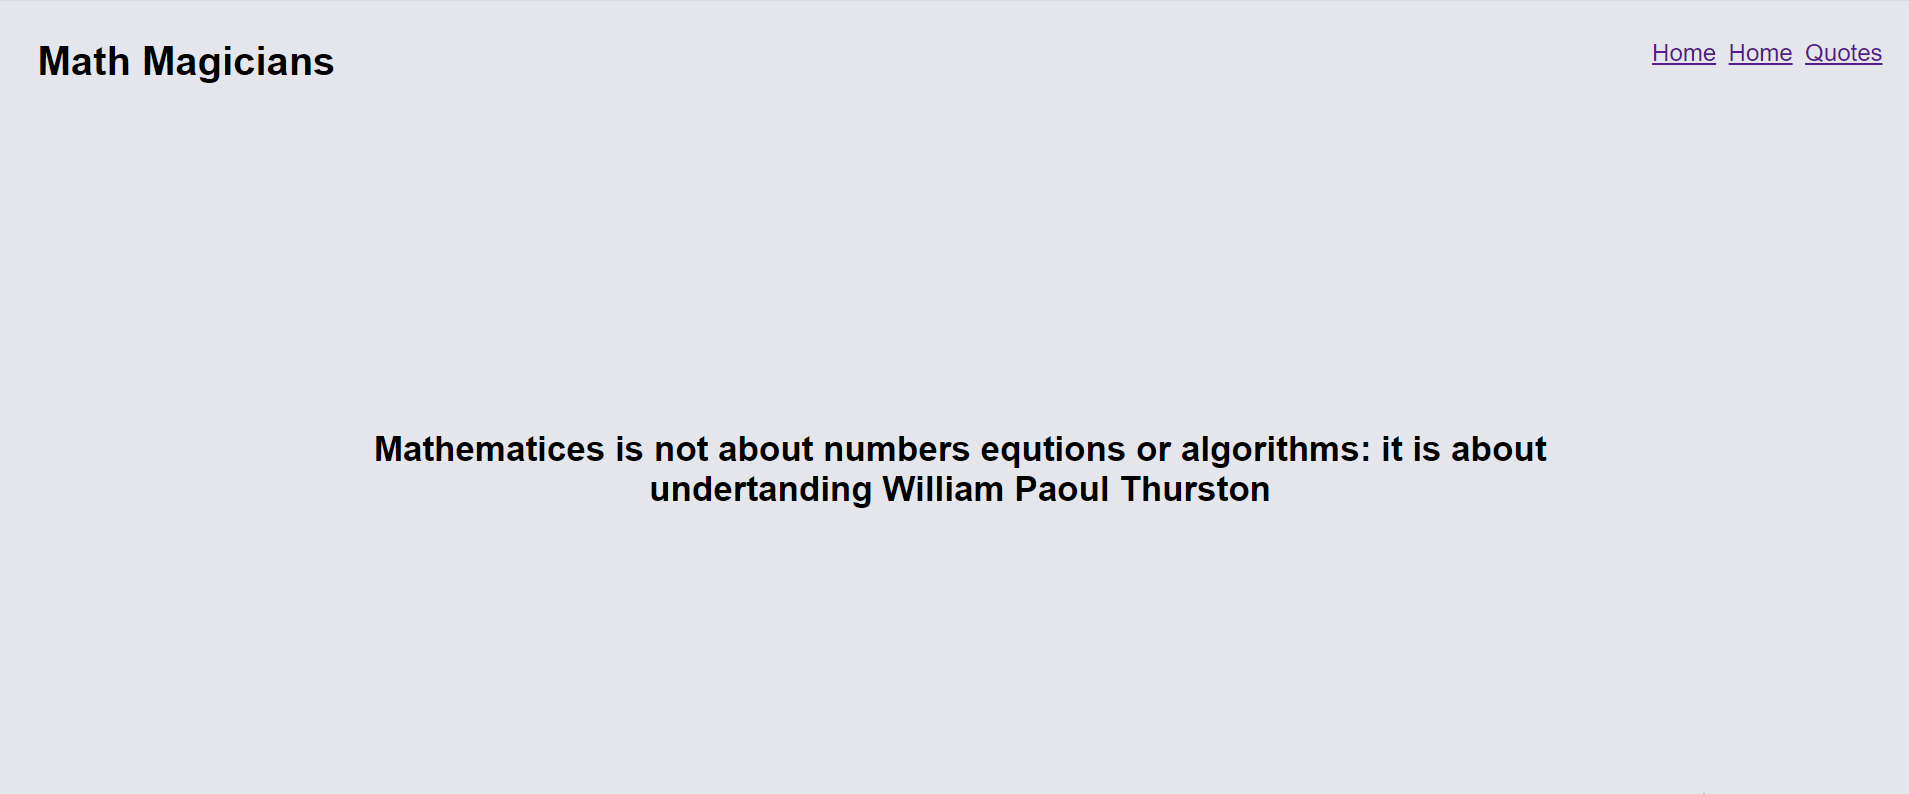 Math Magicians
Home Home Quotes
Mathematices is not about numbers equtions or algorithms: it is about
undertanding William Paoul Thurston